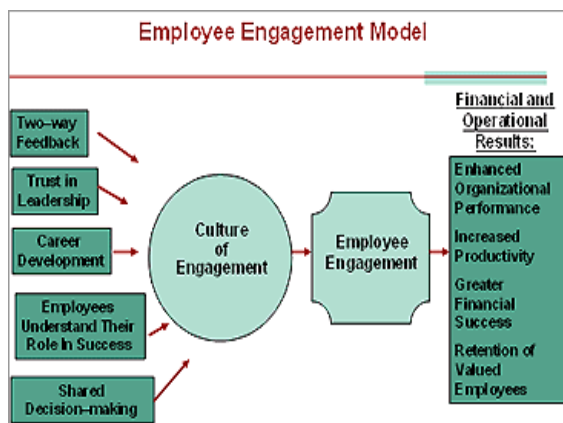 Employee Engagement Model
Two-way
Feedback
Trust in
Leadership
Career
Development
Employees
Understand Their
Role In Success
Shared
Decision-making
Culture
of
Engagement
Employee
Engagement
Financial and
Operational
Results:
Enhanced
Organizational
Performance
Increased
Productivity
Greater
Financial
Success
Retention of
Valued
Employees